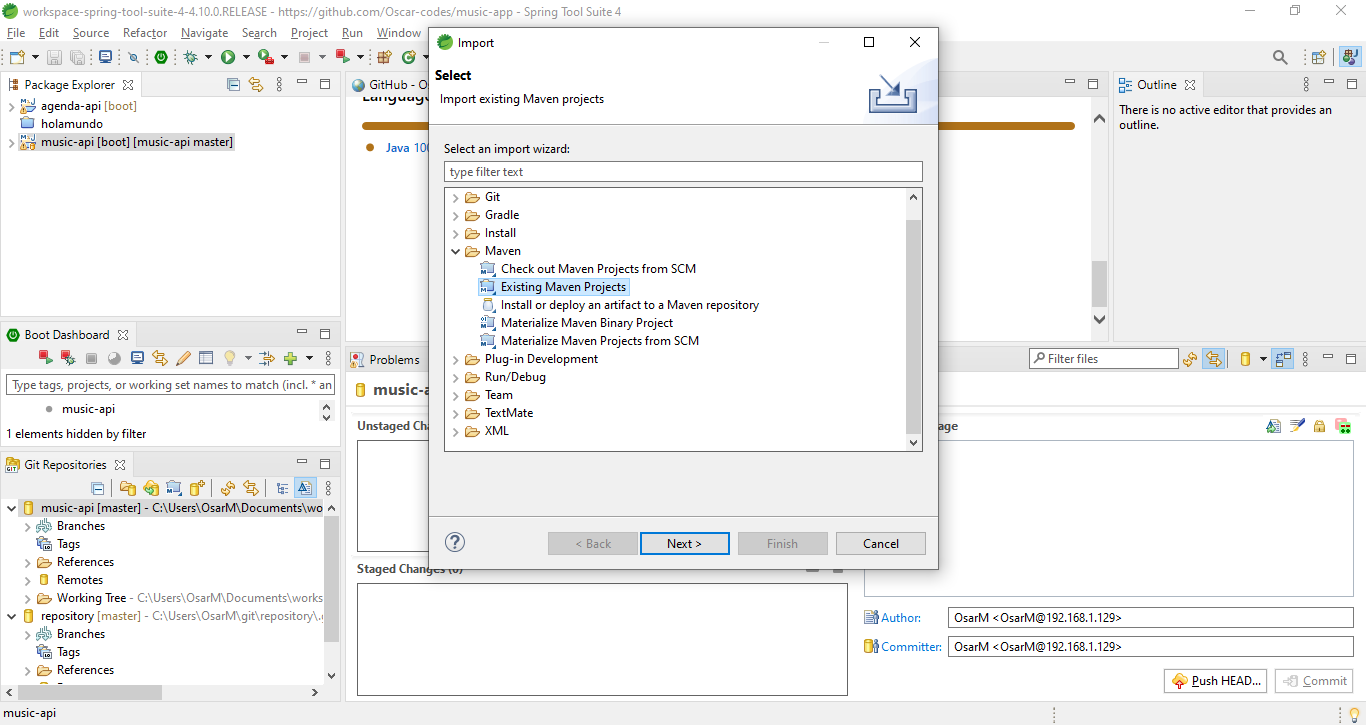 workspace-spring-tool-suite-4-4.10.0.RELEASE - https://github.com/Oscar-codes/music-app - Spring Tool Suite 4
File Edit Source Refactor Navigate Search Project Run Window
Package Explorer
agenda-api [boot]
holamundo
music-api [boot] [music-api master]
Boot Dashboard
Type tags, projects, or working set names to match (incl. * an
music-api
1 elements hidden by filter
Git Repositories
GIT
music-api [master] - C:\Users\OsarM\Documents\wo
Branches
Tags
References
Remotes
Working Tree - C:\Users\OsarM\Documents\works
repository [master] - C:\Users\OsarM\git\repository\.
Branches
Tags
References
music-api
GitHub - O
Language
Java 100
Import
Select
Import existing Maven projects
Select an import wizard:
type filter text
Git
Gradle
Install
Maven
Check out Maven Projects from SCM
Existing Maven Projects
Install or deploy an artifact to a Maven repository
Materialize Maven Binary Project
Materialize Maven Projects from SCM
Plug-in Development
Run/Debug
Team
TextMate
XML
< Back
Next >
Finish
Cancel
Outline
There is no active editor that provides an
outline.
Problems
Filter files
music-a
Unstaged Cha
age
Staged Changes (0)
Author:
OsarM <OsarM@192.168.1.129>
Committer:
OsarM <OsarM@192.168.1.129>
Push HEAD...
Commit